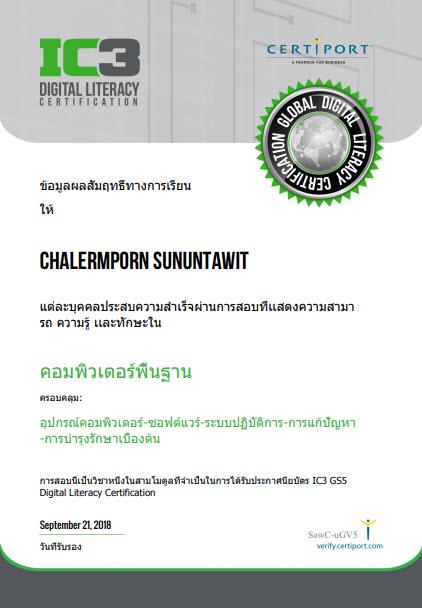 IC3
DIGITAL LITERACY
CERTIFICATION
CERTIPORT
A PEARSON VUE BUSINESS
GLOBAL DIGITAL LITERACY CERTIFICATION
ข้อมูลผลสัมฤทธิ์ทางการเรียน
ให้
CHALERMPORN SUNUNTAWIT
แต่ละบุคคลประสบความสำเร็จผ่านการสอบที่แสดงความสามา
รถ ความรู้ และทักษะใน
คอมพิวเตอร์พื้นฐาน
ครอบคลุม:
อุปกรณ์คอมพิวเตอร์-ซอฟต์แวร์-ระบบปฏิบัติการ-การแก้ปัญหา
-การบำรุงรักษาเบื้องต้น
การสอบนี้เป็นวิชาหนึ่งในสามโมดูลที่จำเป็นในการได้รับประกาศนียบัตร IC3 GS5
Digital Literacy Certification
September 21, 2018
วันที่รับรอง
SawC-uGV5
verify.certiport.com